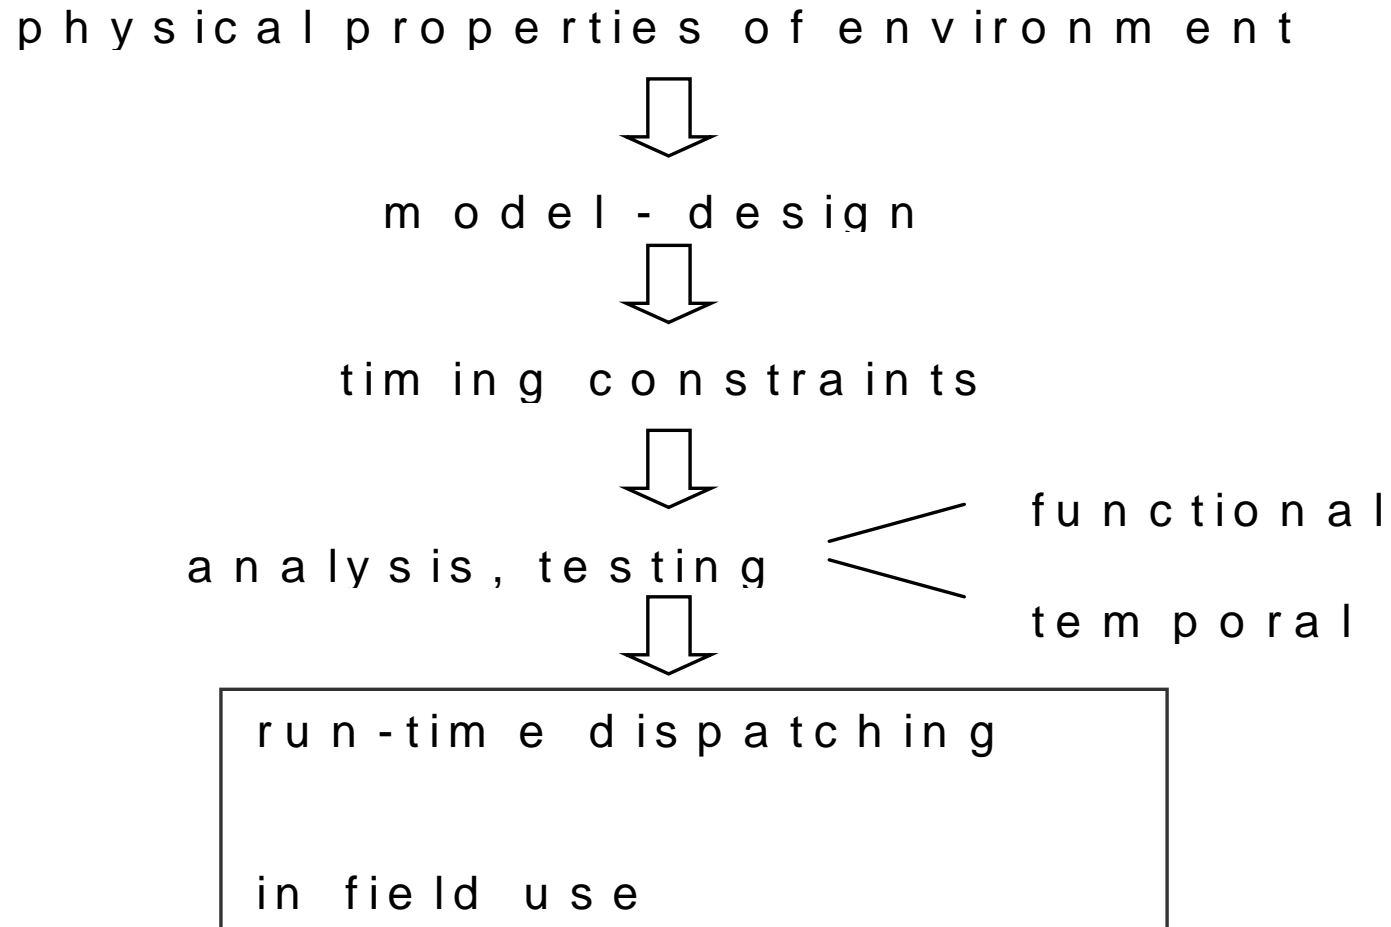 physical properties of environment
model - design
timing constraints
functional
analysis, testing
temporal
run-time dispatching
in field use